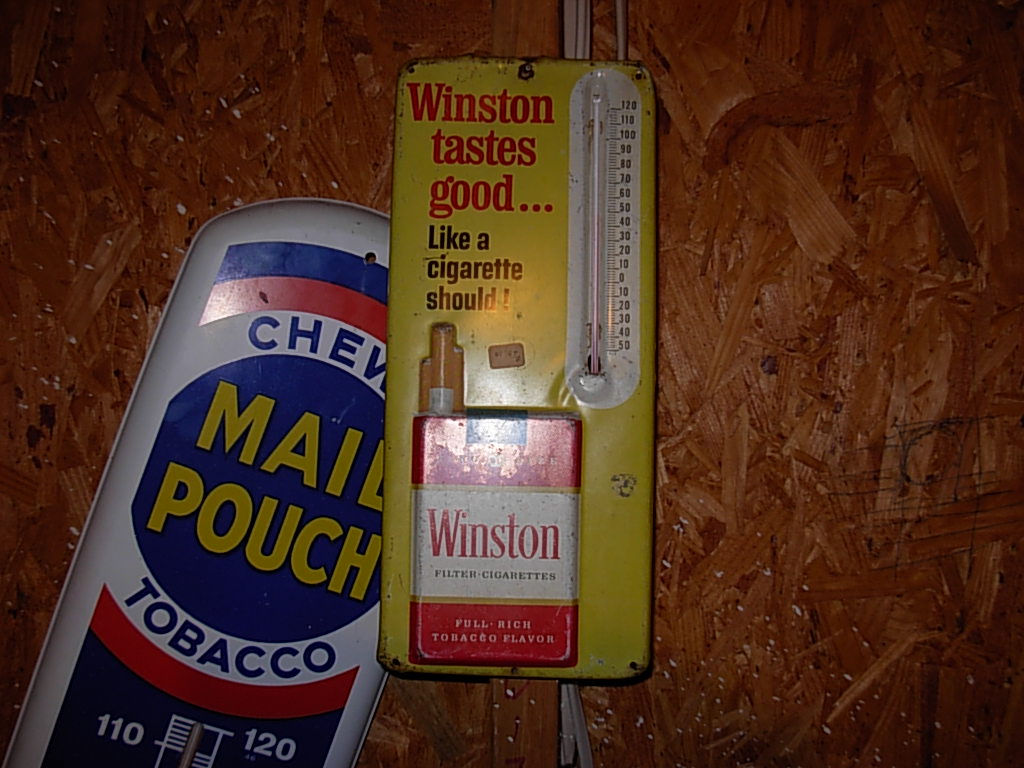 Winston
tastes
good...
Like a
cigarette
should!
120
110
100
90
80
70
60
50
40
30
20
10
0
10
20
30
40
50
Winston
FILTER·CIGARETTES
FULL·RICH
TOBACCO FLAVOR
CHEW
MAIL
POUCH
TOBACCO
110 120